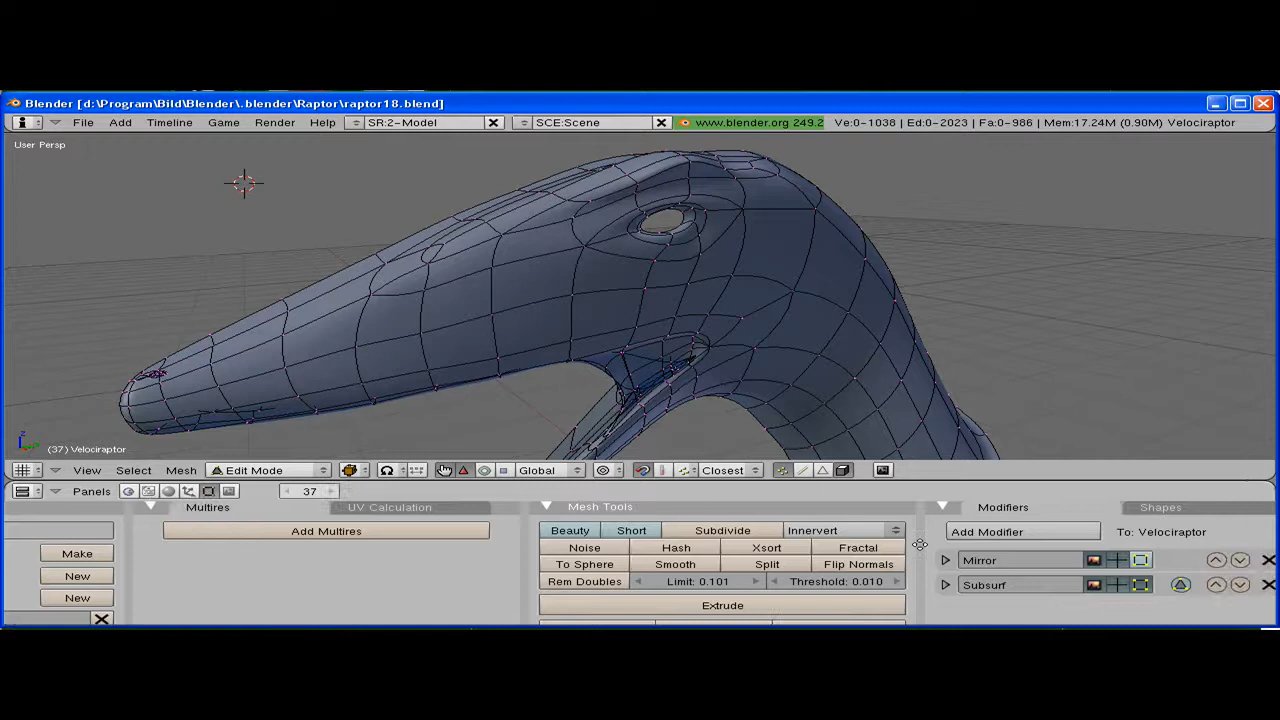 Blender [d:\Program\Bild\Blender\.blender\Raptor\raptor18.blend]
File Add Timeline Game Render Help SR:2-Model SCE:Scene www.blender.org 249.2 Ve:0-1038 | Ed:0-2023 | Fa:0-986 | Mem:17.24M (0.90M) Velociraptor
User Persp
(37) Velociraptor
View Select Mesh Edit Mode Global Closest
Panels 37
Multires UV Calculation Mesh Tools Modifiers Shapes
Add Multires Beauty Short Subdivide Innervert Add Modifier To: Velociraptor
Make Noise Hash Xsort Fractal Mirror
New To Sphere Smooth Split Flip Normals Subsurf
Rem Doubles Limit: 0.101 Threshold: 0.010
New Extrude